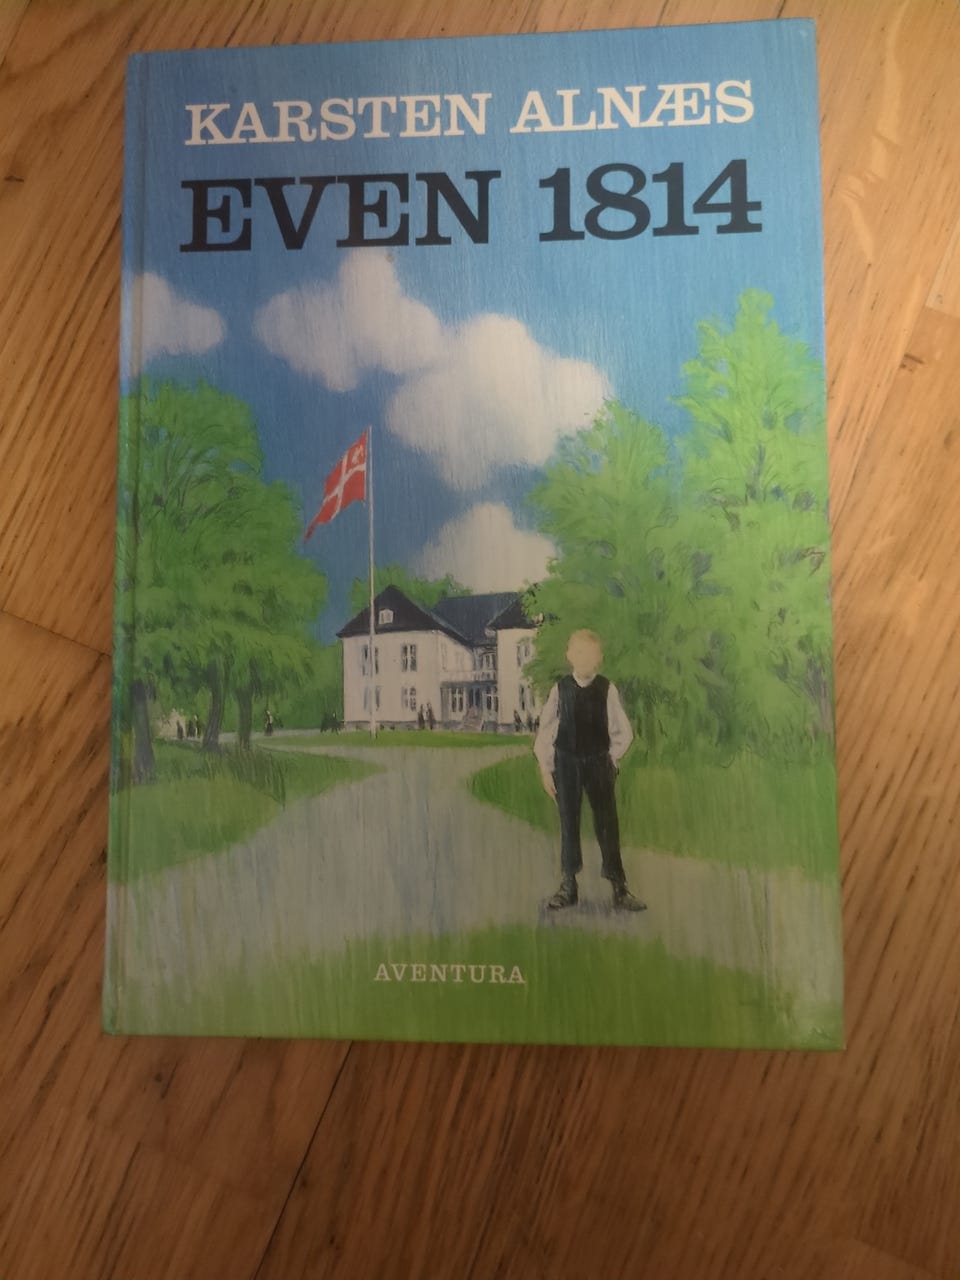 KARSTEN ALNÆS
EVEN 1814
AVENTURA